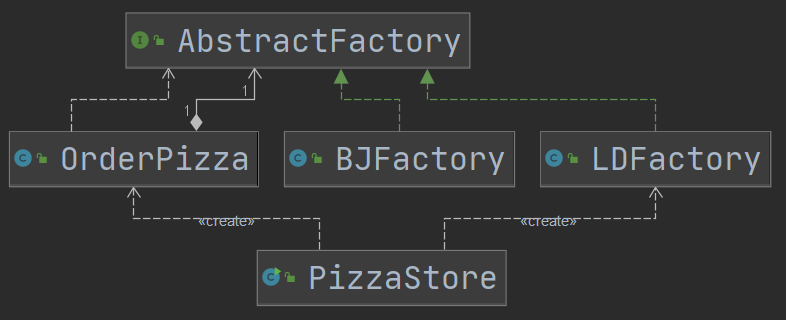 AbstractFactory
1
1
OrderPizza
BJFactory
LDFactory
«create»
«create»
PizzaStore